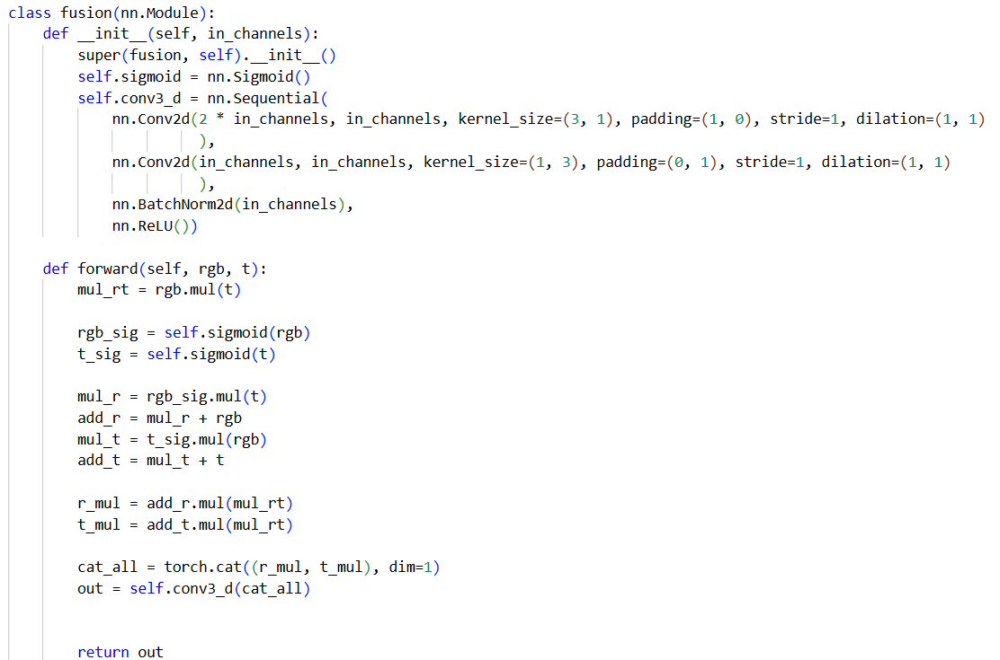 class fusion(nn.Module):
    def __init__(self, in_channels):
        super(fusion, self).__init__()
        self.sigmoid = nn.Sigmoid()
        self.conv3_d = nn.Sequential(
            nn.Conv2d(2 * in_channels, in_channels, kernel_size=(3, 1), padding=(1, 0), stride=1, dilation=(1, 1)
                      ),
            nn.Conv2d(in_channels, in_channels, kernel_size=(1, 3), padding=(0, 1), stride=1, dilation=(1, 1)
                      ),
            nn.BatchNorm2d(in_channels),
            nn.ReLU())

    def forward(self, rgb, t):
        mul_rt = rgb.mul(t)

        rgb_sig = self.sigmoid(rgb)
        t_sig = self.sigmoid(t)

        mul_r = rgb_sig.mul(t)
        add_r = mul_r + rgb
        mul_t = t_sig.mul(rgb)
        add_t = mul_t + t

        r_mul = add_r.mul(mul_rt)
        t_mul = add_t.mul(mul_rt)

        cat_all = torch.cat((r_mul, t_mul), dim=1)
        out = self.conv3_d(cat_all)


        return out